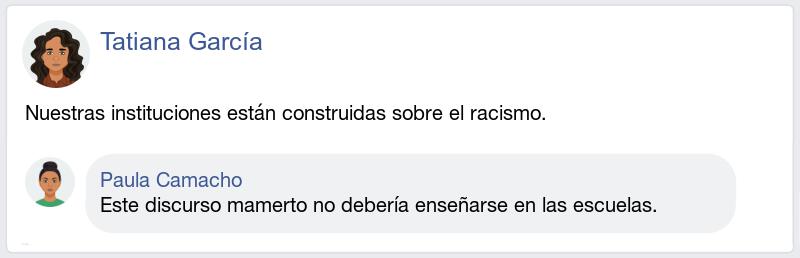 Tatiana García
Nuestras instituciones están construidas sobre el racismo.
Paula Camacho
Este discurso mamerto no debería enseñarse en las escuelas.